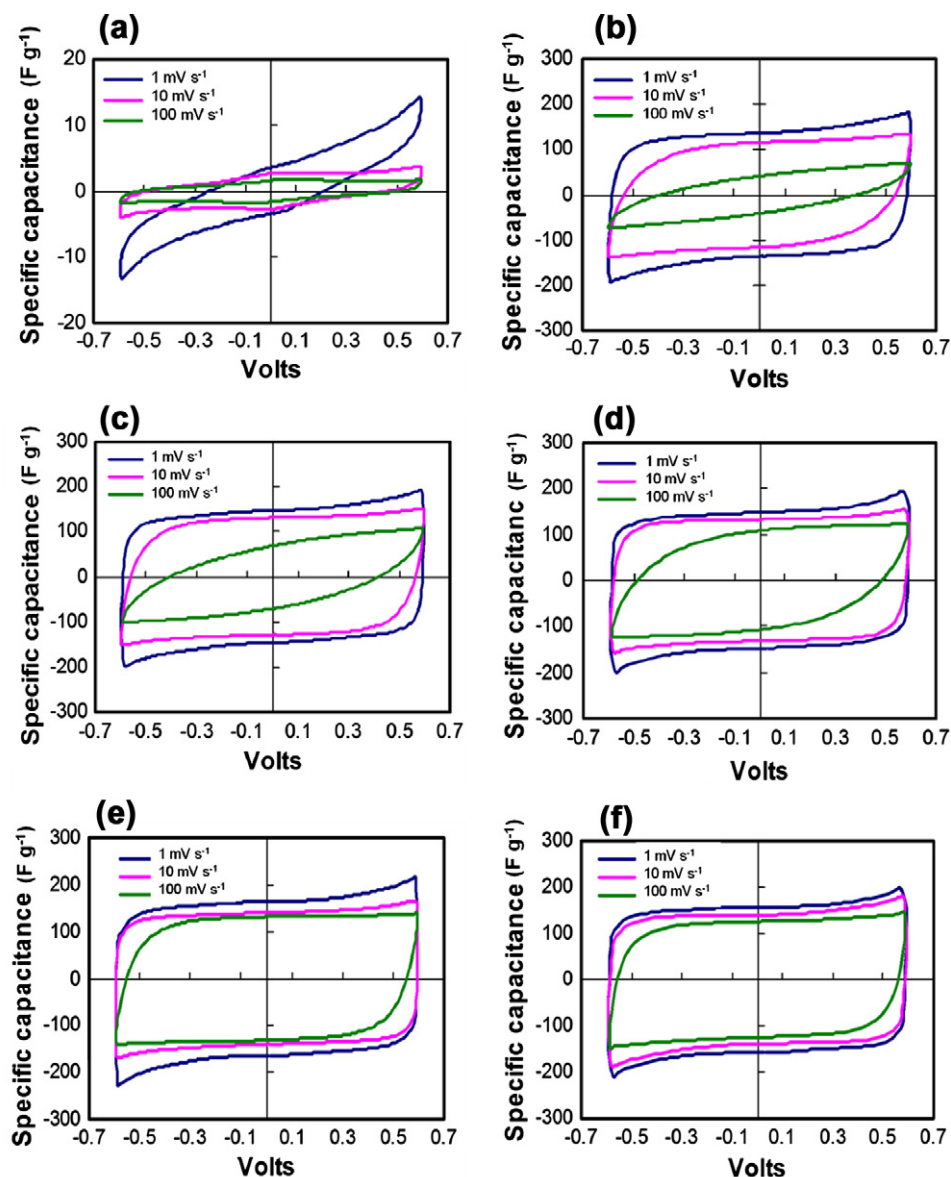 (a)
Specific capacitance (F g⁻¹)
20
10
0
-10
-20
1 mV s⁻¹
10 mV s⁻¹
100 mV s⁻¹
-0.7 -0.5 -0.3 -0.1 0.1 0.3 0.5 0.7
Volts
(b)
Specific capacitance (F g⁻¹)
300
200
100
0
-100
-200
-300
1 mV s⁻¹
10 mV s⁻¹
100 mV s⁻¹
-0.7 -0.5 -0.3 -0.1 0.1 0.3 0.5 0.7
Volts
(c)
Specific capacitance (F g⁻¹)
300
200
100
0
-100
-200
-300
1 mV s⁻¹
10 mV s⁻¹
100 mV s⁻¹
-0.7 -0.5 -0.3 -0.1 0.1 0.3 0.5 0.7
Volts
(d)
Specific capacitanc (F g⁻¹)
300
200
100
0
-100
-200
-300
1 mV s⁻¹
10 mV s⁻¹
100 mV s⁻¹
-0.7 -0.5 -0.3 -0.1 0.1 0.3 0.5 0.7
Volts
(e)
Specific capacitance (F g⁻¹)
300
200
100
0
-100
-200
-300
1 mV s⁻¹
10 mV s⁻¹
100 mV s⁻¹
-0.7 -0.5 -0.3 -0.1 0.1 0.3 0.5 0.7
Volts
(f)
Specific capacitance (F g⁻¹)
300
200
100
0
-100
-200
-300
1 mV s⁻¹
10 mV s⁻¹
100 mV s⁻¹
-0.7 -0.5 -0.3 -0.1 0.1 0.3 0.5 0.7
Volts